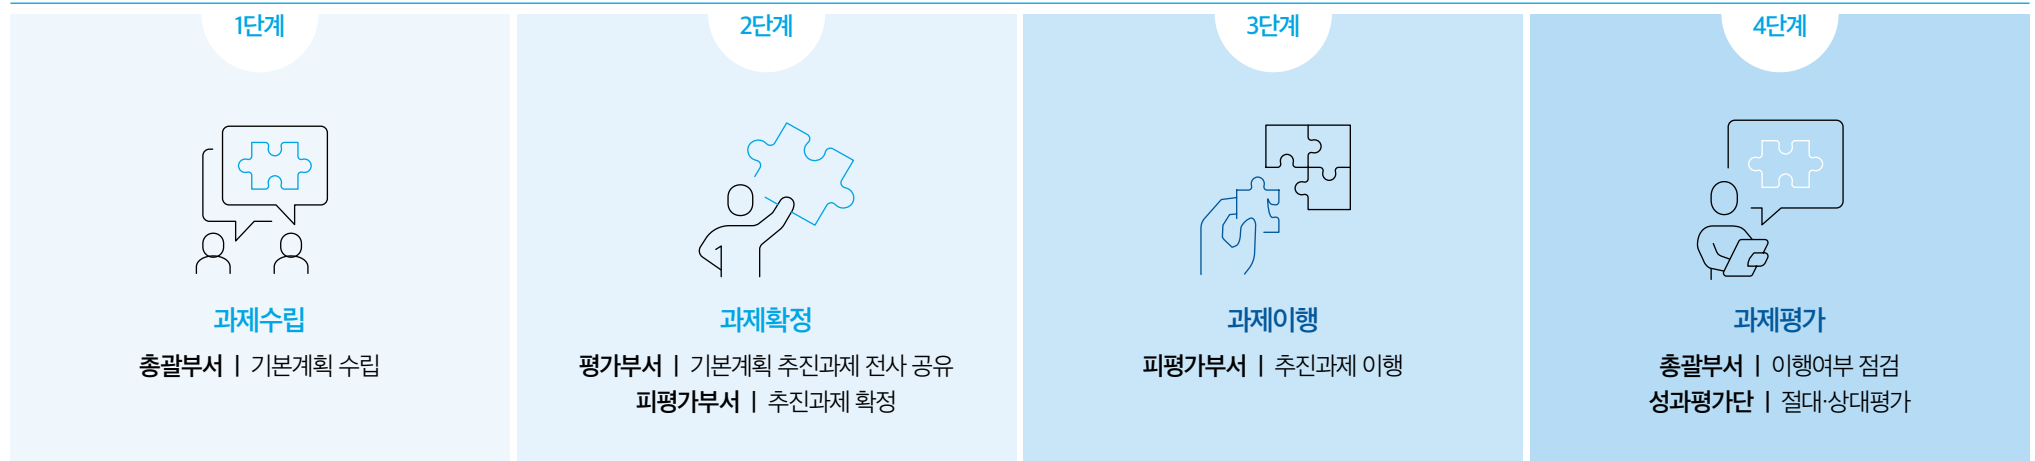 1단계
과제수립
총괄부서 | 기본계획 수립
2단계
과제확정
평가부서 | 기본계획 추진과제 전사 공유
피평가부서 | 추진과제 확정
3단계
과제이행
피평가부서 | 추진과제 이행
4단계
과제평가
총괄부서 | 이행여부 점검
성과평가단 | 절대·상대평가